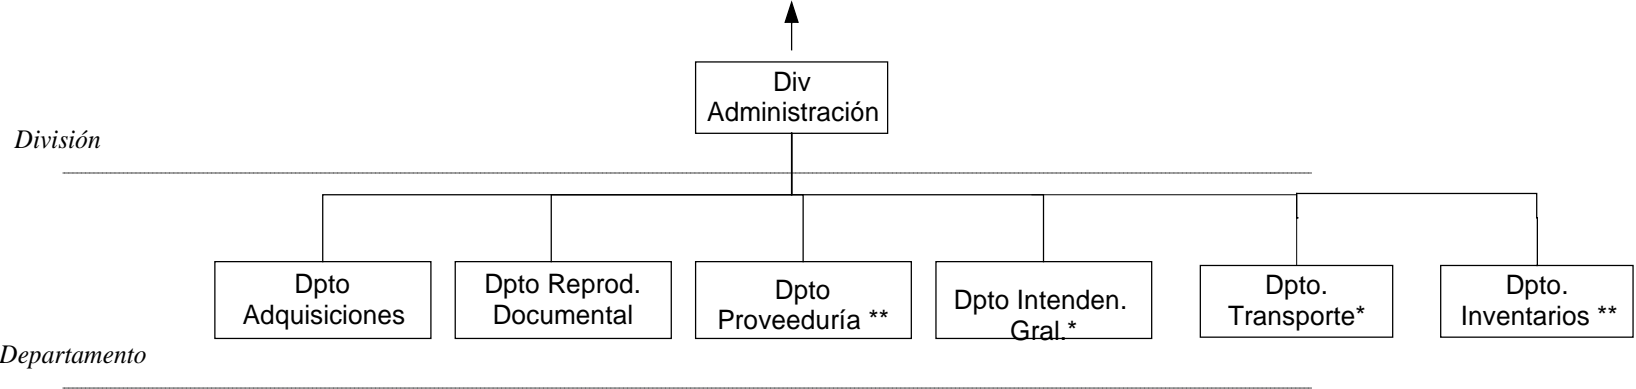 Div
Administración
División
Dpto
Adquisiciones
Dpto Reprod.
Documental
Dpto
Proveeduría **
Dpto Intenden.
Gral.*
Dpto.
Transporte*
Dpto.
Inventarios **
Departamento